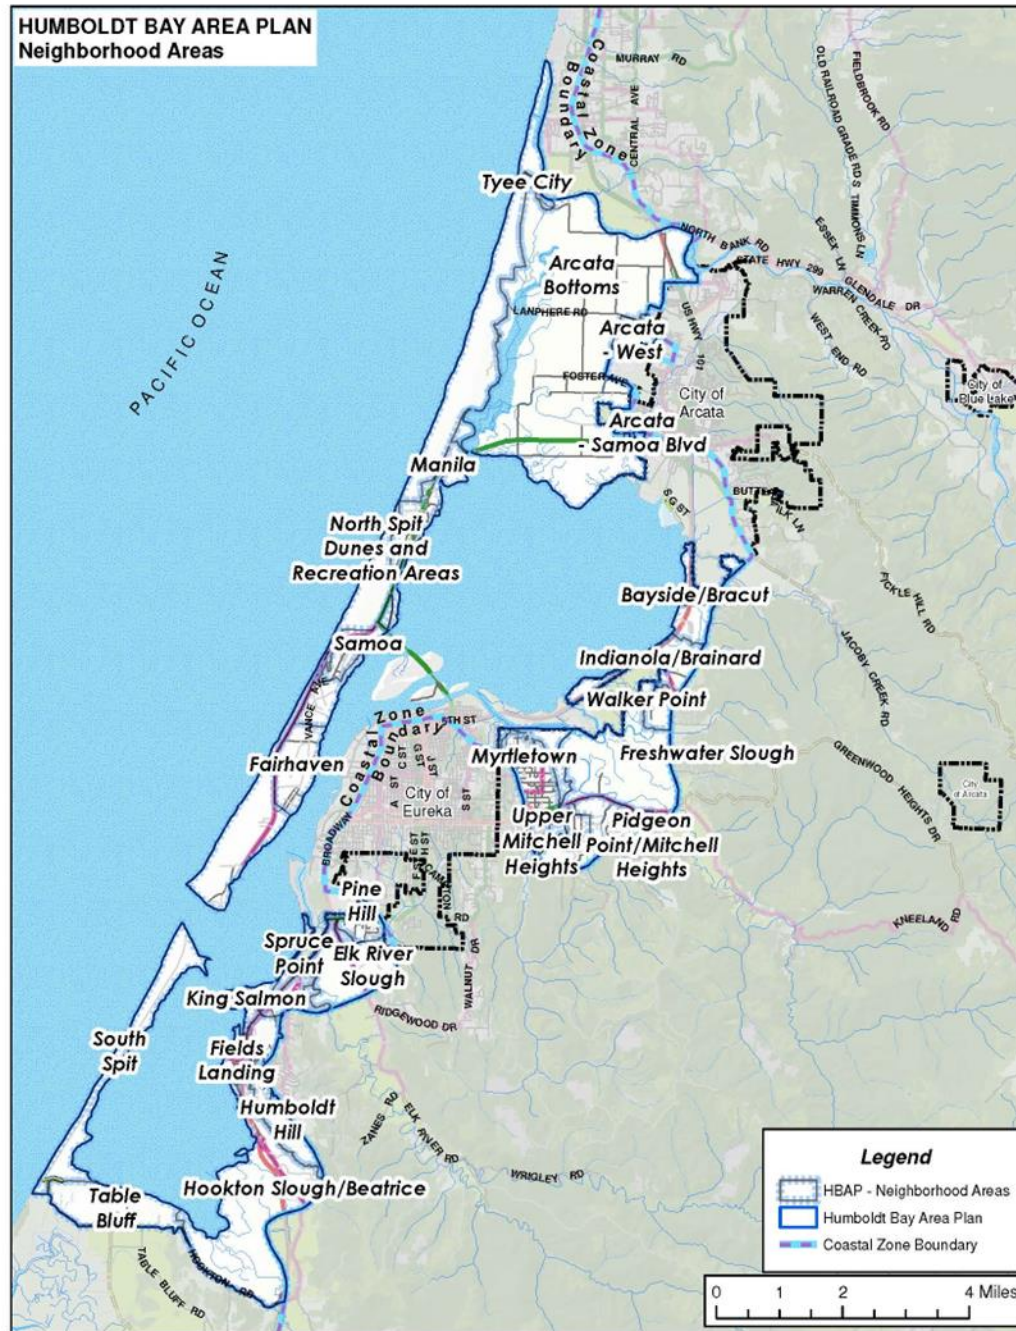 HUMBOLDT BAY AREA PLAN
Neighborhood Areas
Coastal Zone
Boundary
MURRAY RD
CENTRAL AVE
OLD RAILROAD GRADE RD
S TIMMONS LN
FIELDBROOK RD
Tyee City
NORTH BANK RD
STATE HWY 299
ESSEX LN
GLENDALE DR
WARREN CREEK RD
WEST END RD
PACIFIC OCEAN
Arcata
Bottoms
LANPHERE RD
US HWY 101
Arcata
- West
FOSTER AVE
City of
Arcata
City of
Blue Lake
Arcata
- Samoa Blvd
Manila
S G ST
North Spit
Dunes and
Recreation Areas
FICKLE HILL RD
Bayside/Bracut
JACOBY CREEK RD
Samoa
Indianola/Brainard
Walker Point
VANCE AVE
Coastal Zone
Boundary
5TH ST
Myrtletown
Freshwater Slough
GREENWOOD HEIGHTS DR
Fairhaven
A ST
C ST
G ST
J ST
S ST
City of
Eureka
City
of Arcata
BROADWAY
Upper
Mitchell
Heights
Pidgeon
Point/Mitchell
Heights
KNEELAND RD
Pine
Hill
WALNUT DR
Spruce
Point
Elk River
Slough
King Salmon
RIDGEWOOD DR
South
Spit
Fields
Landing
Humboldt
Hill
ZANES RD
ELK RIVER RD
WRIGLEY RD
Hookton Slough/Beatrice
Table
Bluff
HOOKTON RD
TABLE BLUFF RD
Legend
HBAP - Neighborhood Areas
Humboldt Bay Area Plan
Coastal Zone Boundary
0 1 2 4 Miles